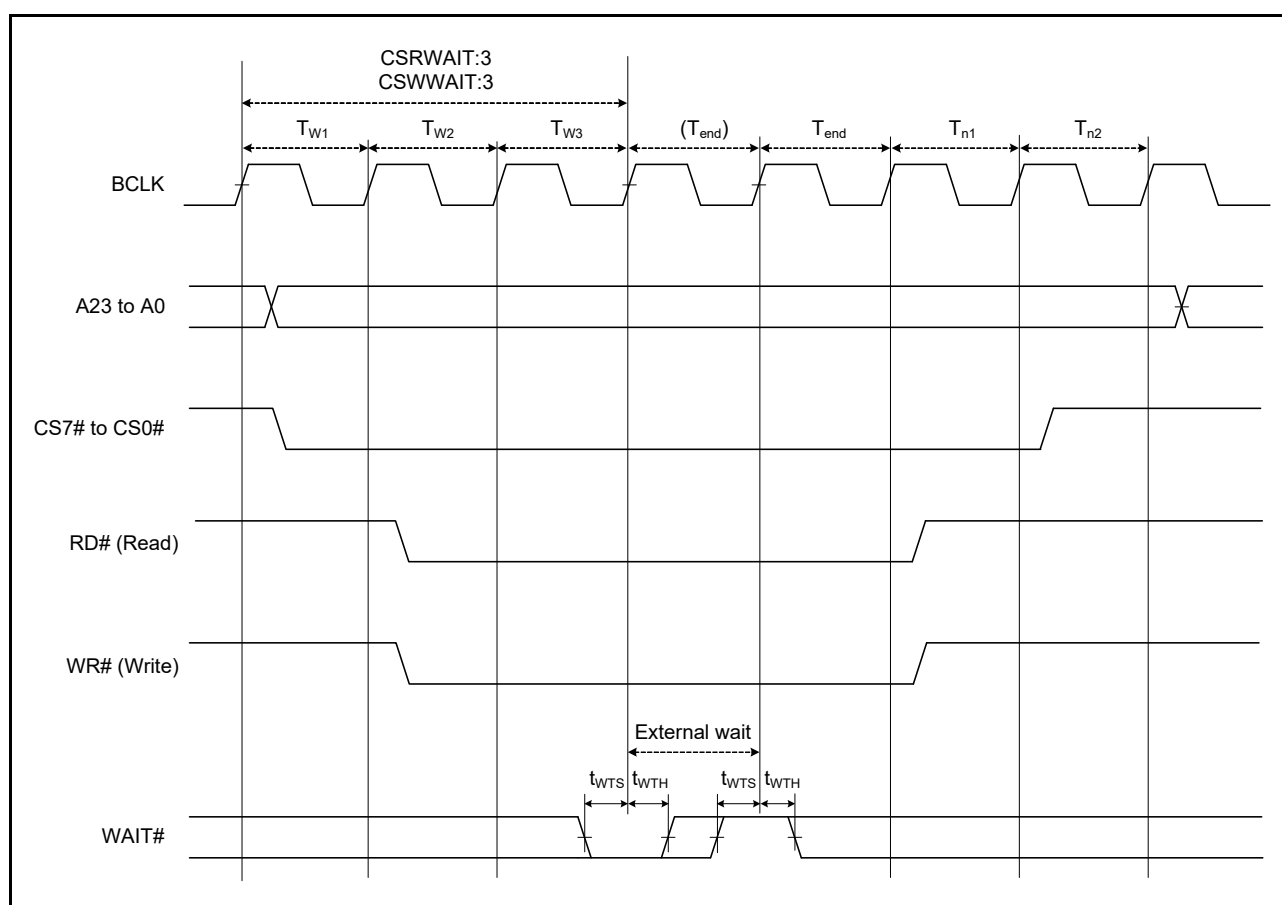 CSRWAIT:3
CSWWAIT:3
TW1 TW2 TW3 (Tend) Tend Tn1 Tn2
BCLK
A23 to A0
CS7# to CS0#
RD# (Read)
WR# (Write)
External wait
tWTS tWTH tWTS tWTH
WAIT#